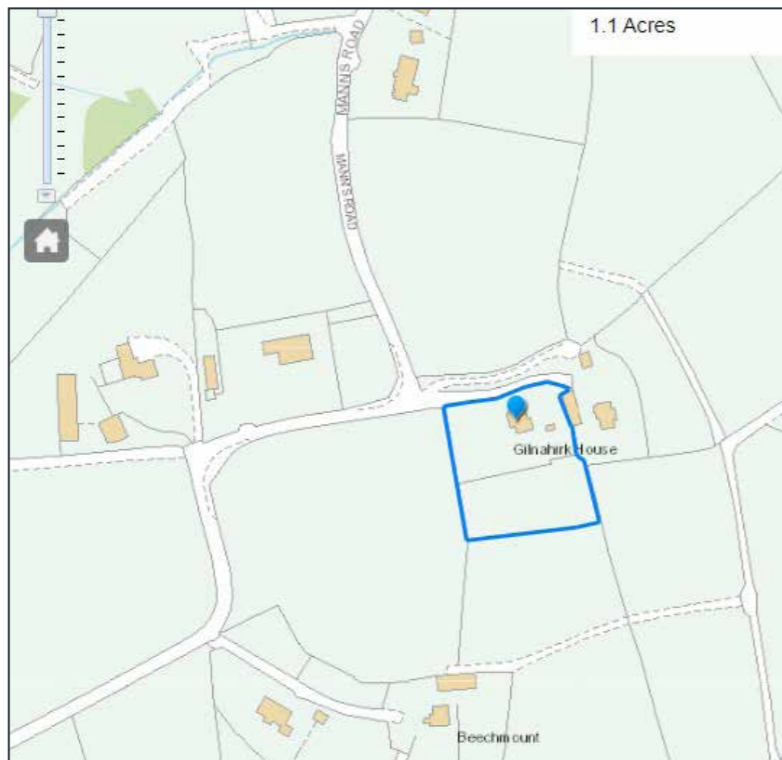 1.1 Acres
MANNS ROAD
MANNS ROAD
Gilnahirk House
Beechmount